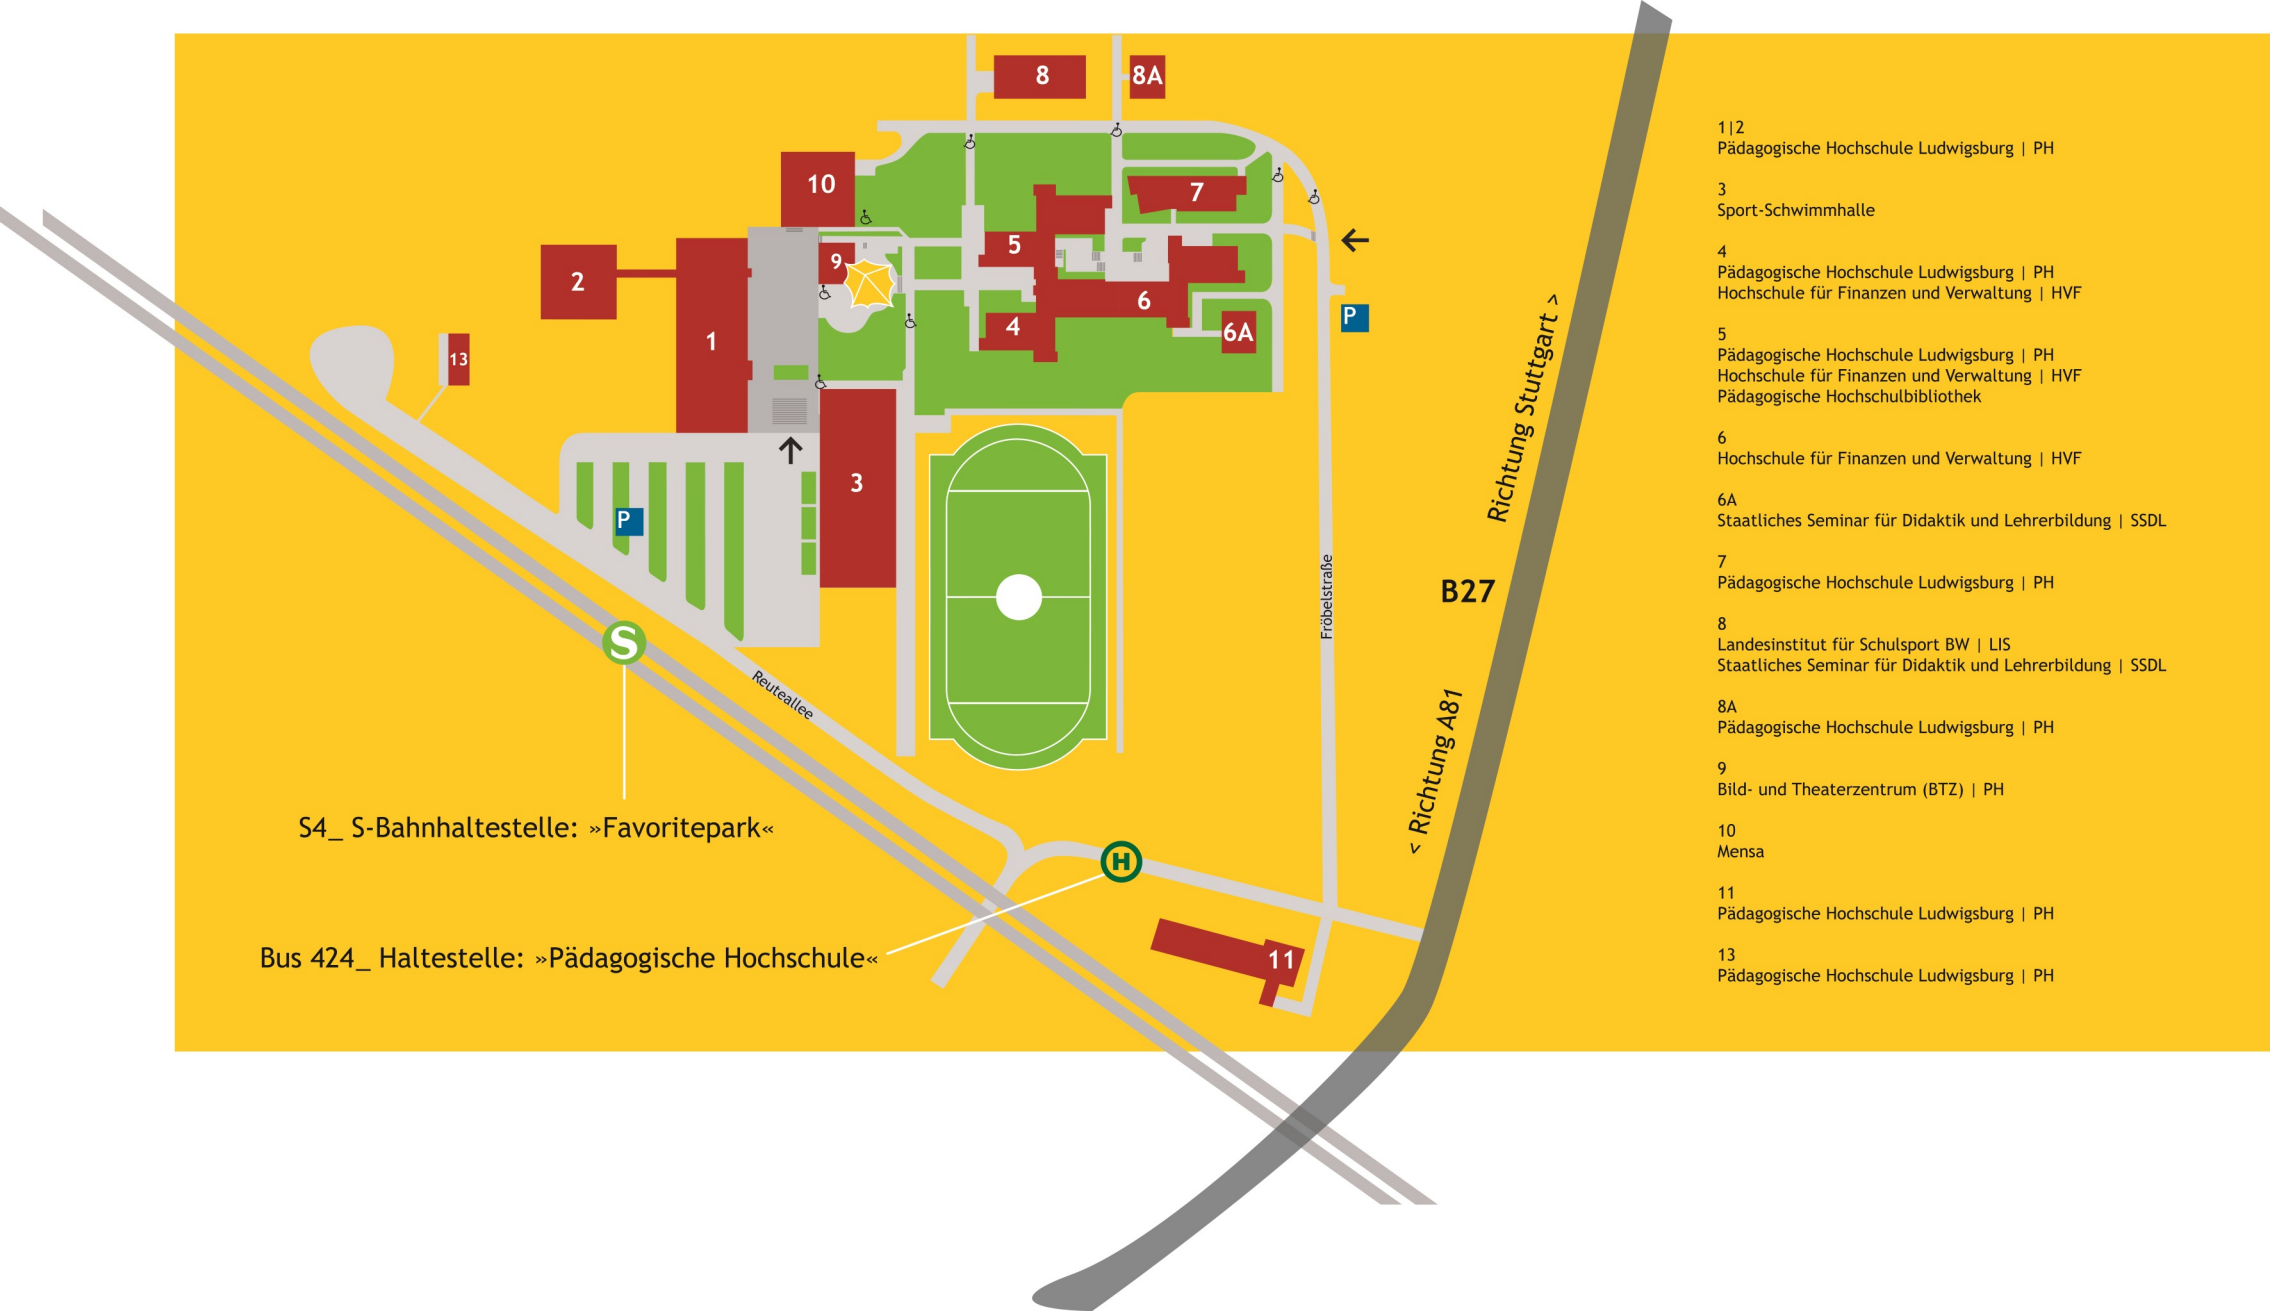 8
8A
10
7
5
9
2
6
4
6A
1
13
P
3
P
S
Reuteallee
Fröbelstraße
B27
Richtung Stuttgart >
< Richtung A81
S4_ S-Bahnhaltestelle: »Favoritepark«
H
Bus 424_ Haltestelle: »Pädagogische Hochschule«
11
1|2
Pädagogische Hochschule Ludwigsburg | PH
3
Sport-Schwimmhalle
4
Pädagogische Hochschule Ludwigsburg | PH
Hochschule für Finanzen und Verwaltung | HVF
5
Pädagogische Hochschule Ludwigsburg | PH
Hochschule für Finanzen und Verwaltung | HVF
Pädagogische Hochschulbibliothek
6
Hochschule für Finanzen und Verwaltung | HVF
6A
Staatliches Seminar für Didaktik und Lehrerbildung | SSDL
7
Pädagogische Hochschule Ludwigsburg | PH
8
Landesinstitut für Schulsport BW | LIS
Staatliches Seminar für Didaktik und Lehrerbildung | SSDL
8A
Pädagogische Hochschule Ludwigsburg | PH
9
Bild- und Theaterzentrum (BTZ) | PH
10
Mensa
11
Pädagogische Hochschule Ludwigsburg | PH
13
Pädagogische Hochschule Ludwigsburg | PH